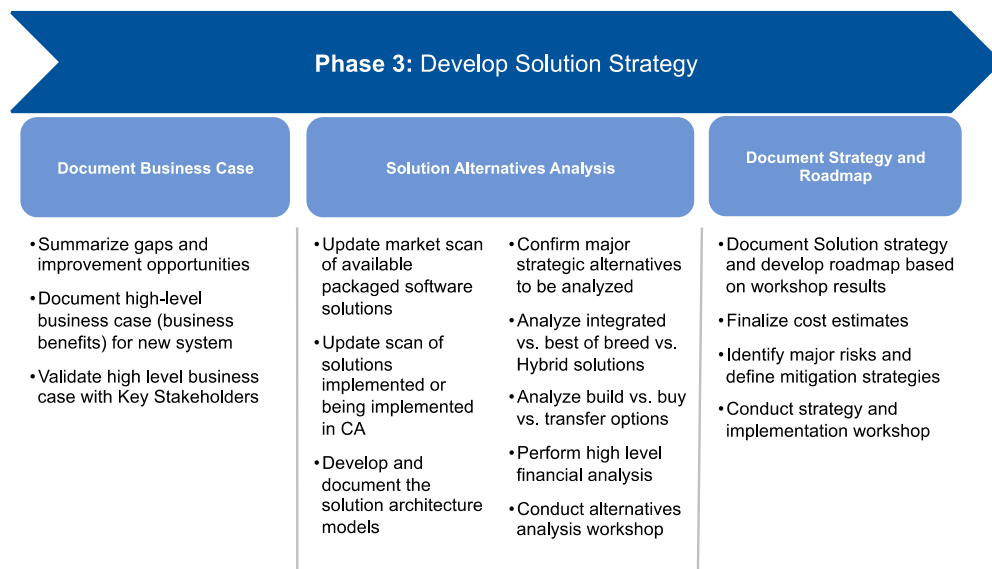 Phase 3: Develop Solution Strategy
Document Business Case
•Summarize gaps and
improvement opportunities
•Document high-level
business case (business
benefits) for new system
•Validate high level business
case with Key Stakeholders
Solution Alternatives Analysis
•Update market scan
of available
packaged software
solutions
•Update scan of
solutions
implemented or
being implemented
in CA
•Develop and
document the
solution architecture
models
•Confirm major
strategic alternatives
to be analyzed
•Analyze integrated
vs. best of breed vs.
Hybrid solutions
•Analyze build vs. buy
vs. transfer options
•Perform high level
financial analysis
•Conduct alternatives
analysis workshop
Document Strategy and
Roadmap
•Document Solution strategy
and develop roadmap based
on workshop results
•Finalize cost estimates
•Identify major risks and
define mitigation strategies
•Conduct strategy and
implementation workshop